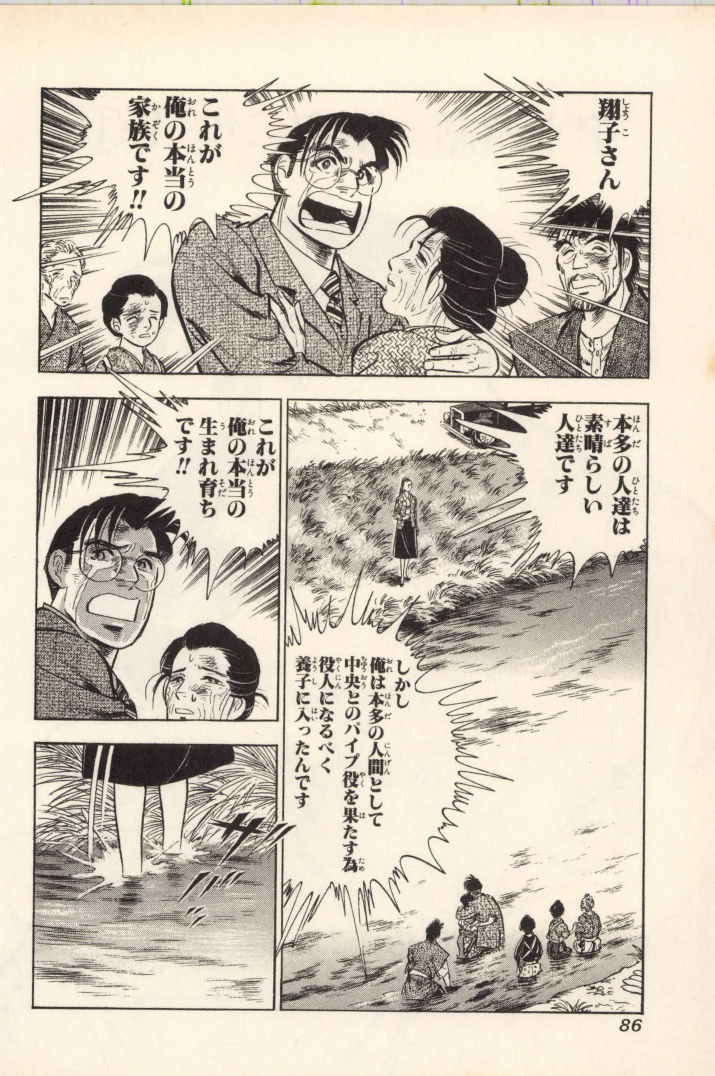 翔子さん
これが
俺の本当の
家族です!!
本多の人達は
素晴らしい
人達です
しかし
俺は本多の人間として
中央とのパイプ役を果たす為
役人になるべく
養子に入ったんです
これが
俺の本当の
生まれ育ち
です!!
ザッ
86